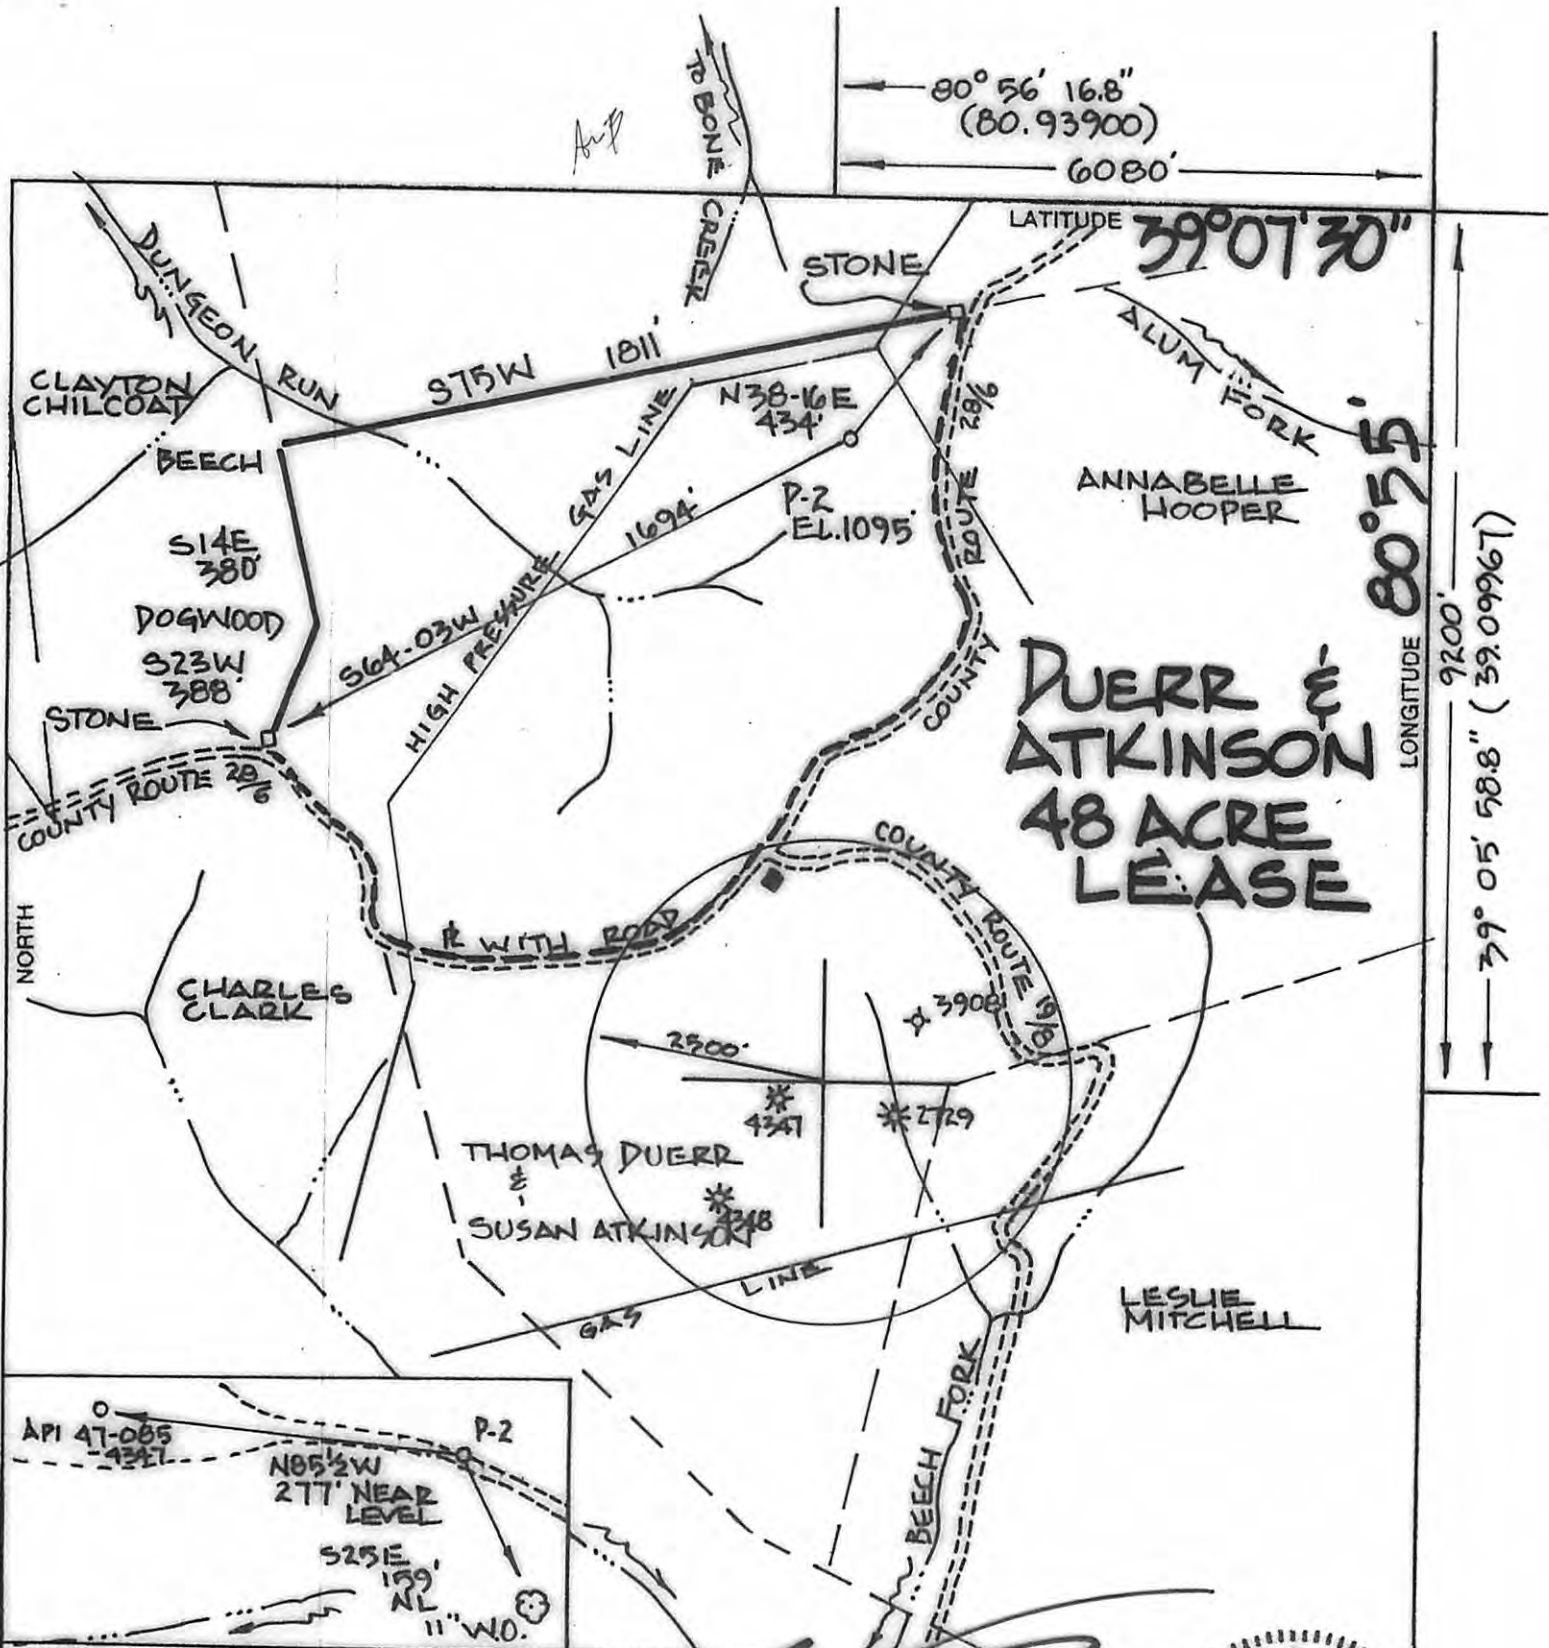 80° 56' 16.8"
(80.93900)
6080'
TO BONE CREEK
LATITUDE 39°07'30"
DUNGEON RUN
STONE
ALUM FORK
S75W 1811'
CLAYTON
CHILCOAT
N38-16E
434'
BEECH
GAS LINE
HIGH PRESSURE
1694'
S64-03W
P-2
EL.1095'
COUNTY ROUTE 28/6
ANNABELLE
HOOPER
LONGITUDE 80°55'
9200'
39° 05' 58.8" (39.09967)
S14E
380'
DOGWOOD
S23W
388'
STONE
COUNTY ROUTE 28/6
DUERR &
ATKINSON
48 ACRE
LEASE
COUNTY ROUTE 19/8
NORTH
WITH ROAD
CHARLES
CLARK
3908
2500'
4347
2729
THOMAS DUERR
&
SUSAN ATKINSON
4348
GAS LINE
LESLIE
MITCHELL
BEECH FORK
API 47-085
-4347
P-2
N85½W
277' NEAR
LEVEL
S25E
159'
NL
11" W.O.